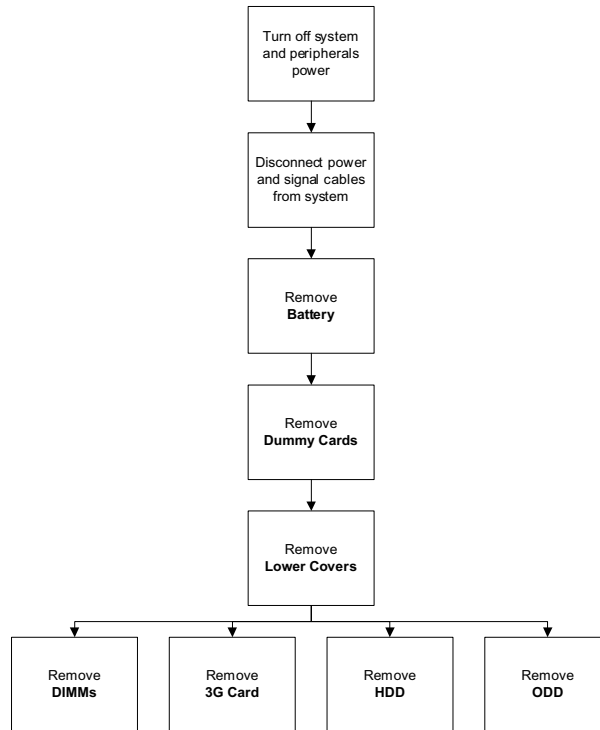 Turn off system
and peripherals
power
Disconnect power
and signal cables
from system
Remove
Battery
Remove
Dummy Cards
Remove
Lower Covers
Remove
DIMMs
Remove
3G Card
Remove
HDD
Remove
ODD